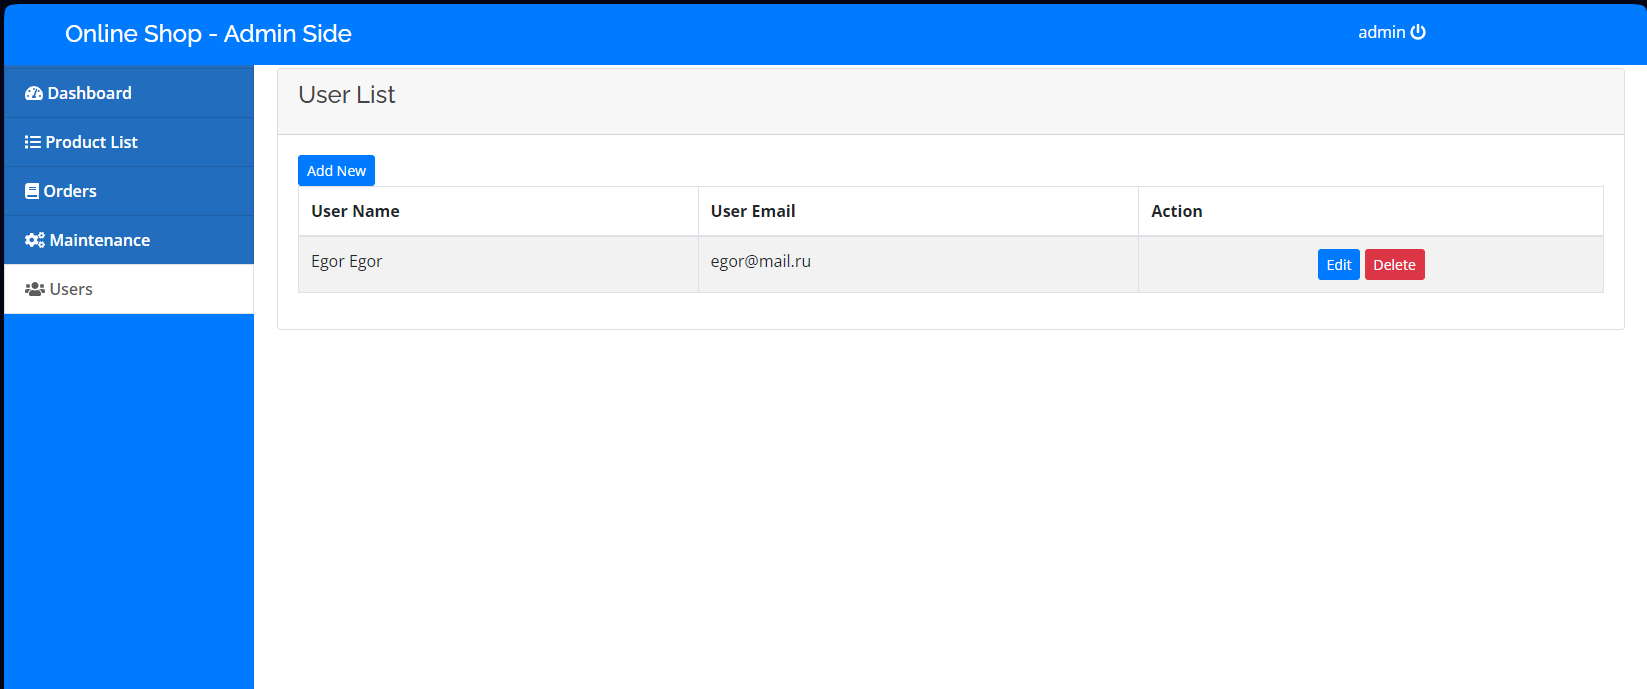 Online Shop - Admin Side
admin
Dashboard
Product List
Orders
Maintenance
Users
User List
Add New
User Name User Email Action
Egor Egor egor@mail.ru Edit Delete